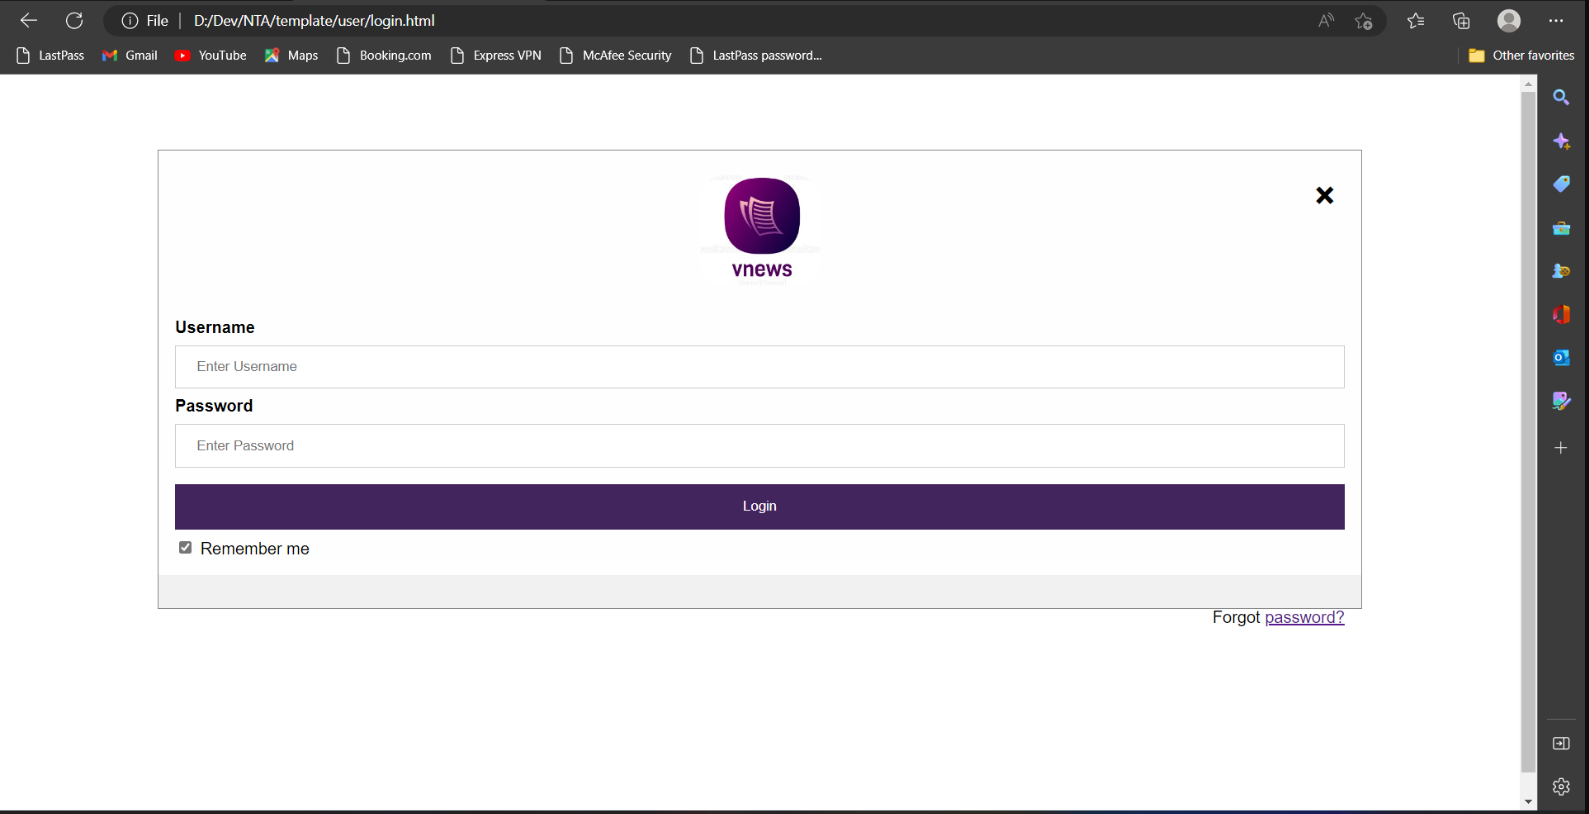 File | D:/Dev/NTA/template/user/login.html
LastPass Gmail YouTube Maps Booking.com Express VPN McAfee Security LastPass password... Other favorites
vnews
Username
Enter Username
Password
Enter Password
Login
Remember me
Forgot password?